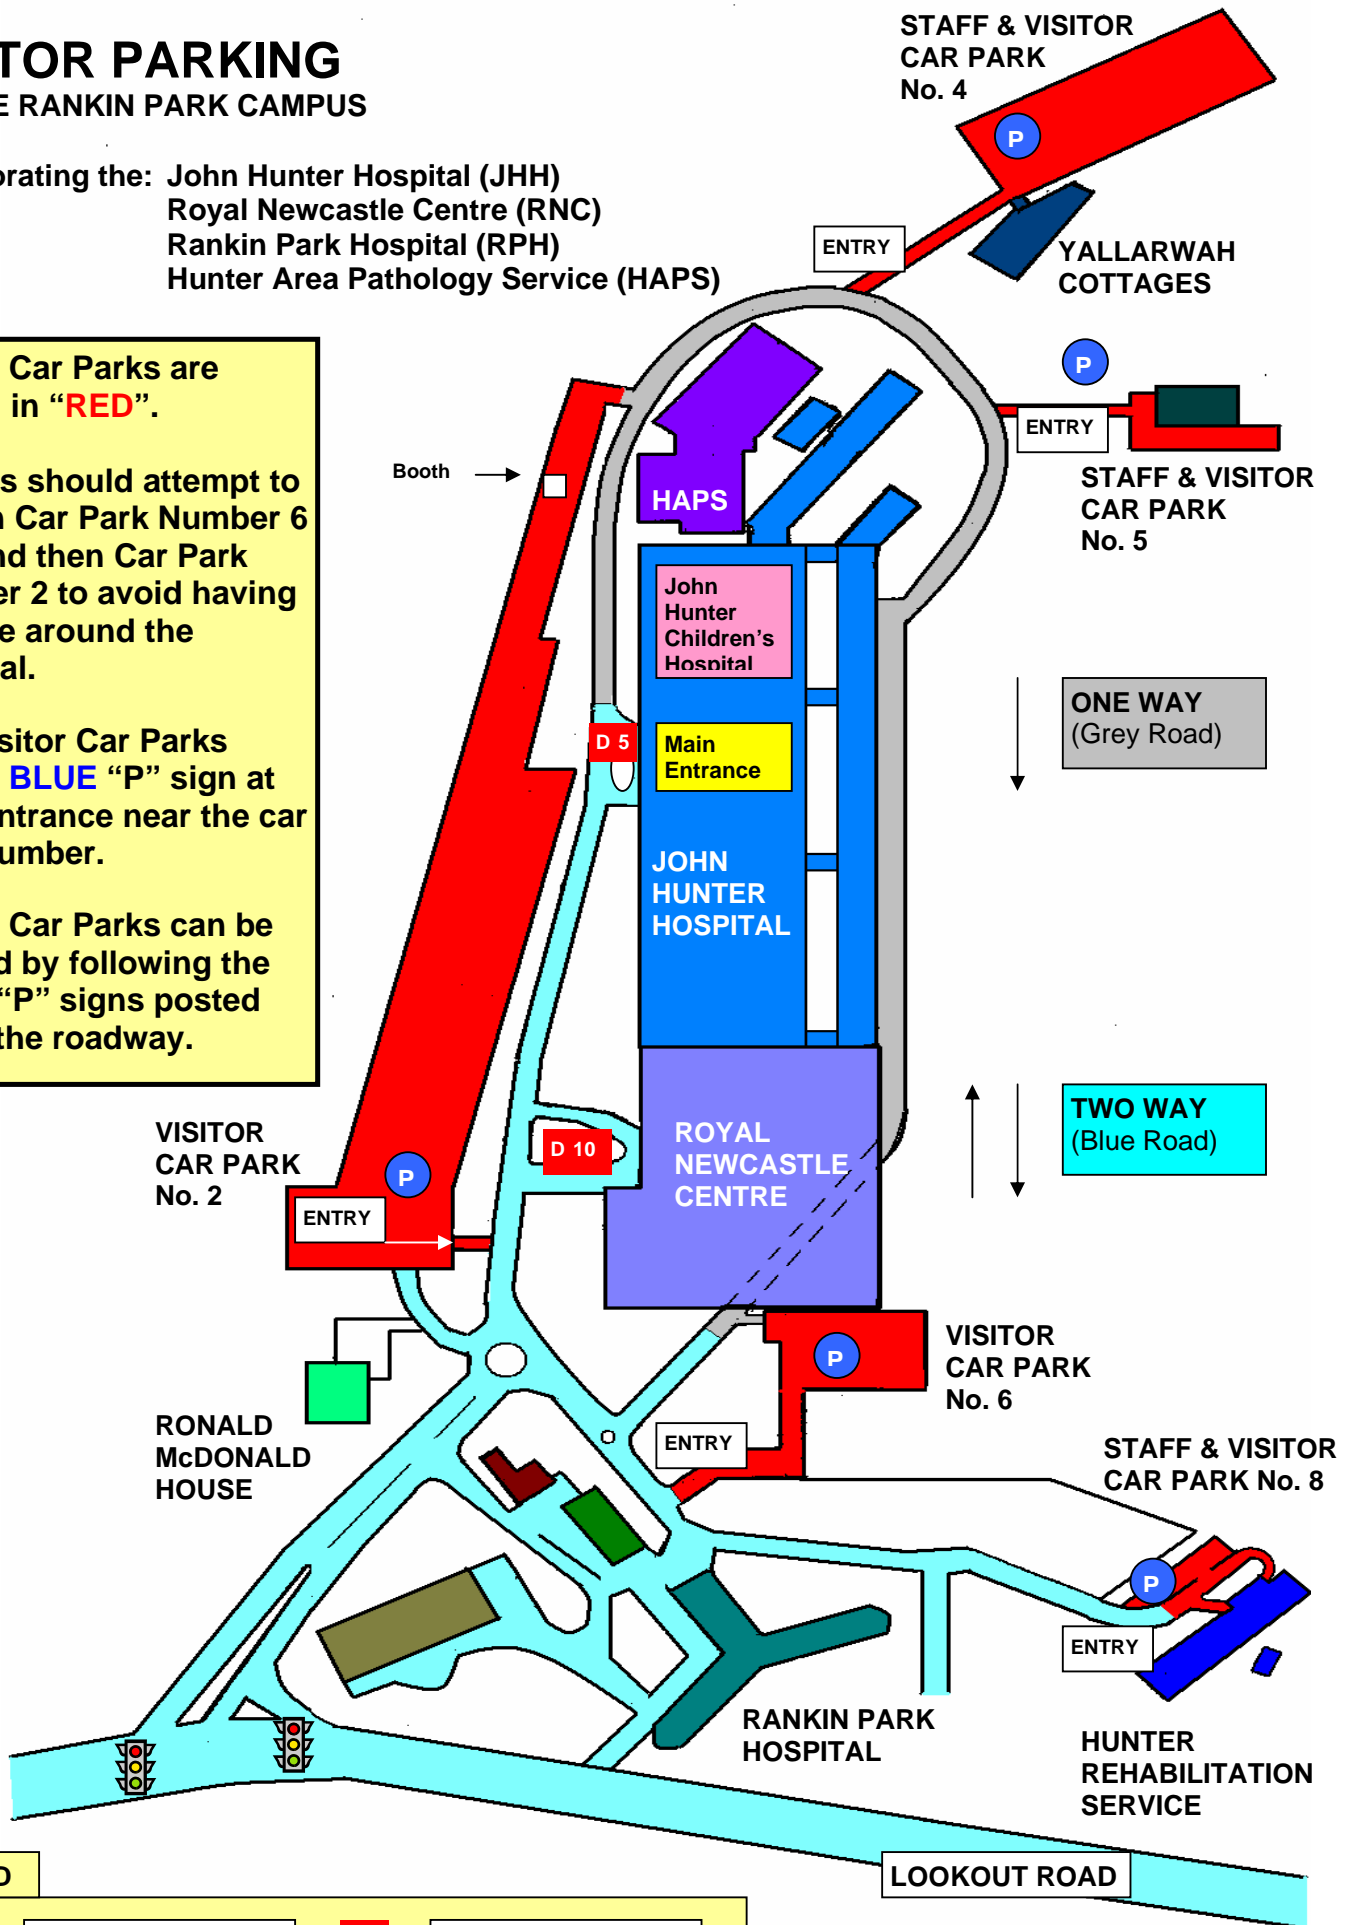 TOR PARKING
E RANKIN PARK CAMPUS
orating the: John Hunter Hospital (JHH)
Royal Newcastle Centre (RNC)
Rankin Park Hospital (RPH)
Hunter Area Pathology Service (HAPS)
STAFF & VISITOR
CAR PARK
No. 4
P
ENTRY
YALLARWAH
COTTAGES
P
ENTRY
STAFF & VISITOR
CAR PARK
No. 5
Car Parks are
in “RED”.
s should attempt to
n Car Park Number 6
nd then Car Park
er 2 to avoid having
e around the
al.
sitor Car Parks
BLUE “P” sign at
ntrance near the car
umber.
Car Parks can be
d by following the
“P” signs posted
the roadway.
Booth
HAPS
John
Hunter
Children’s
Hospital
D 5
Main
Entrance
JOHN
HUNTER
HOSPITAL
ONE WAY
(Grey Road)
TWO WAY
(Blue Road)
D 10
ROYAL
NEWCASTLE
CENTRE
VISITOR
CAR PARK
No. 2
P
ENTRY
VISITOR
CAR PARK
No. 6
P
ENTRY
RONALD
McDONALD
HOUSE
STAFF & VISITOR
CAR PARK No. 8
P
ENTRY
RANKIN PARK
HOSPITAL
HUNTER
REHABILITATION
SERVICE
LOOKOUT ROAD
D